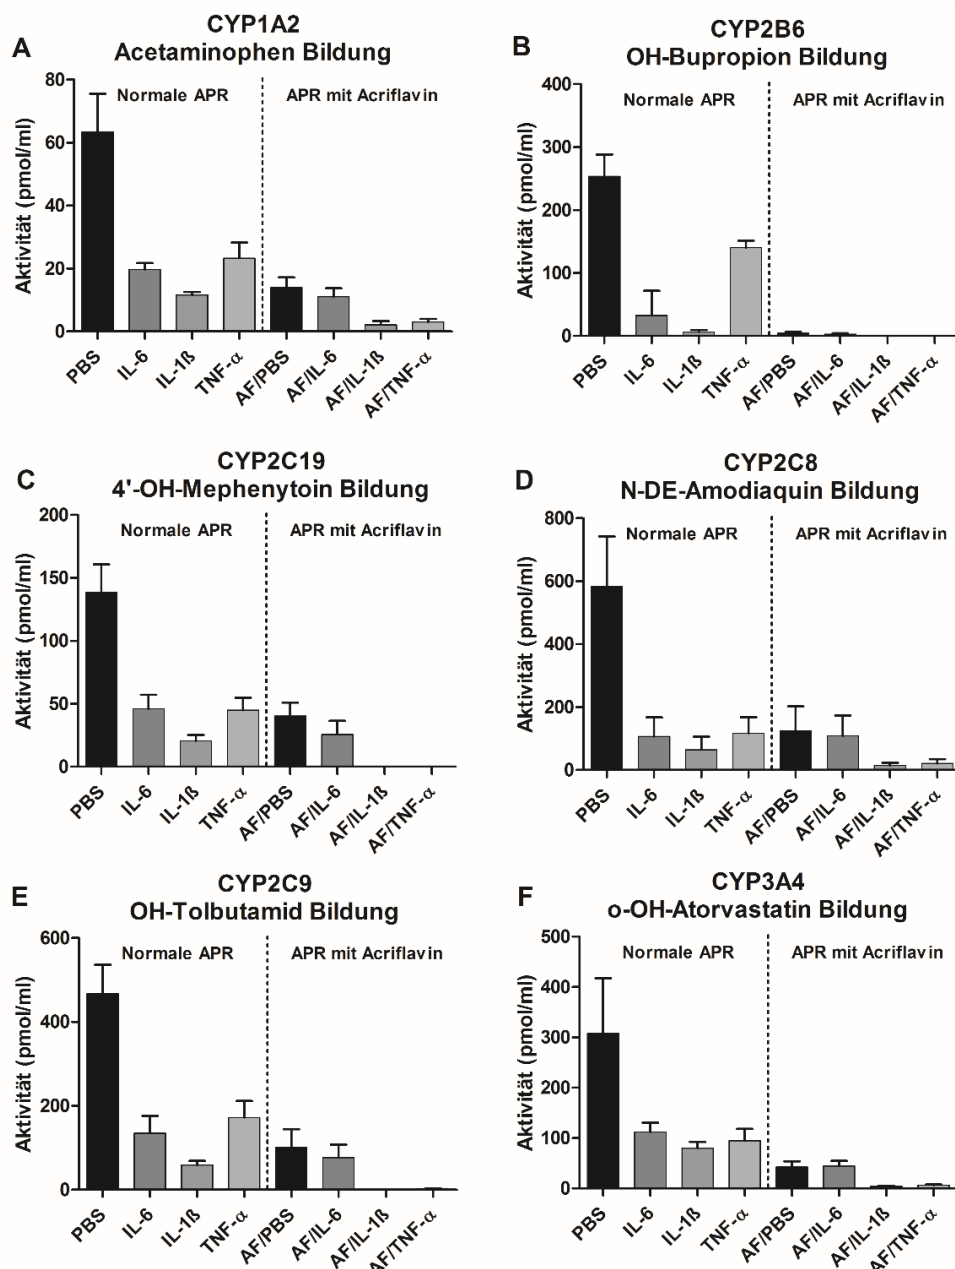 A
CYP1A2
Acetaminophen Bildung
Normale APR
APR mit Acriflavin
Aktivität (pmol/ml)
80
60
40
20
0
PBS
IL-6
IL-1ß
TNF-α
AF/PBS
AF/IL-6
AF/IL-1ß
AF/TNF-α
B
CYP2B6
OH-Bupropion Bildung
Normale APR
APR mit Acriflavin
Aktivität (pmol/ml)
400
300
200
100
0
PBS
IL-6
IL-1ß
TNF-α
AF/PBS
AF/IL-6
AF/IL-1ß
AF/TNF-α
C
CYP2C19
4'-OH-Mephenytoin Bildung
Normale APR
APR mit Acriflavin
Aktivität (pmol/ml)
200
150
100
50
0
PBS
IL-6
IL-1ß
TNF-α
AF/PBS
AF/IL-6
AF/IL-1ß
AF/TNF-α
D
CYP2C8
N-DE-Amodiaquin Bildung
Normale APR
APR mit Acriflavin
Aktivität (pmol/ml)
800
600
400
200
0
PBS
IL-6
IL-1ß
TNF-α
AF/PBS
AF/IL-6
AF/IL-1ß
AF/TNF-α
E
CYP2C9
OH-Tolbutamid Bildung
Normale APR
APR mit Acriflavin
Aktivität (pmol/ml)
600
400
200
0
PBS
IL-6
IL-1ß
TNF-α
AF/PBS
AF/IL-6
AF/IL-1ß
AF/TNF-α
F
CYP3A4
o-OH-Atorvastatin Bildung
Normale APR
APR mit Acriflavin
Aktivität (pmol/ml)
500
400
300
200
100
0
PBS
IL-6
IL-1ß
TNF-α
AF/PBS
AF/IL-6
AF/IL-1ß
AF/TNF-α